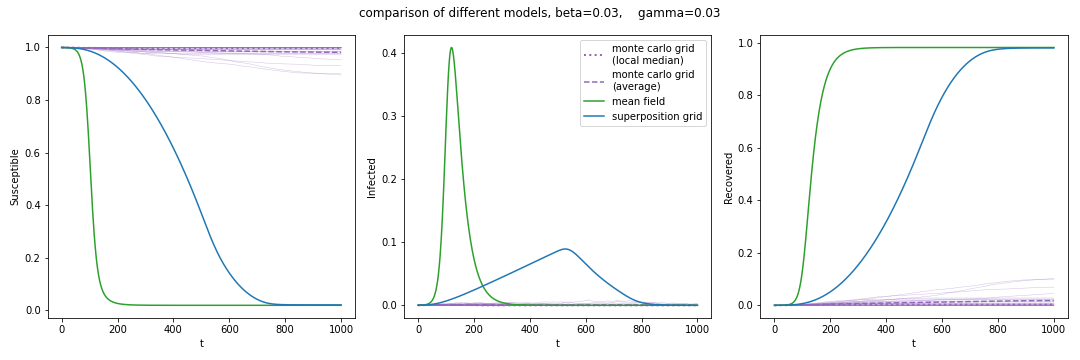 comparison of different models, beta=0.03,    gamma=0.03
Susceptible
1.0
0.8
0.6
0.4
0.2
0.0
0
200
400
600
800
1000
t
Infected
0.4
0.3
0.2
0.1
0.0
monte carlo grid
(local median)
monte carlo grid
(average)
mean field
superposition grid
0
200
400
600
800
1000
t
Recovered
1.0
0.8
0.6
0.4
0.2
0.0
0
200
400
600
800
1000
t